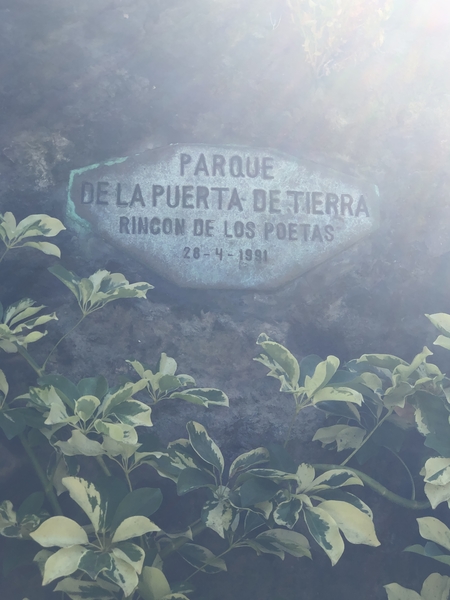 PARQUE
DE LA PUERTA DE TIERRA
RINCON DE LOS POETAS
28-4-1991